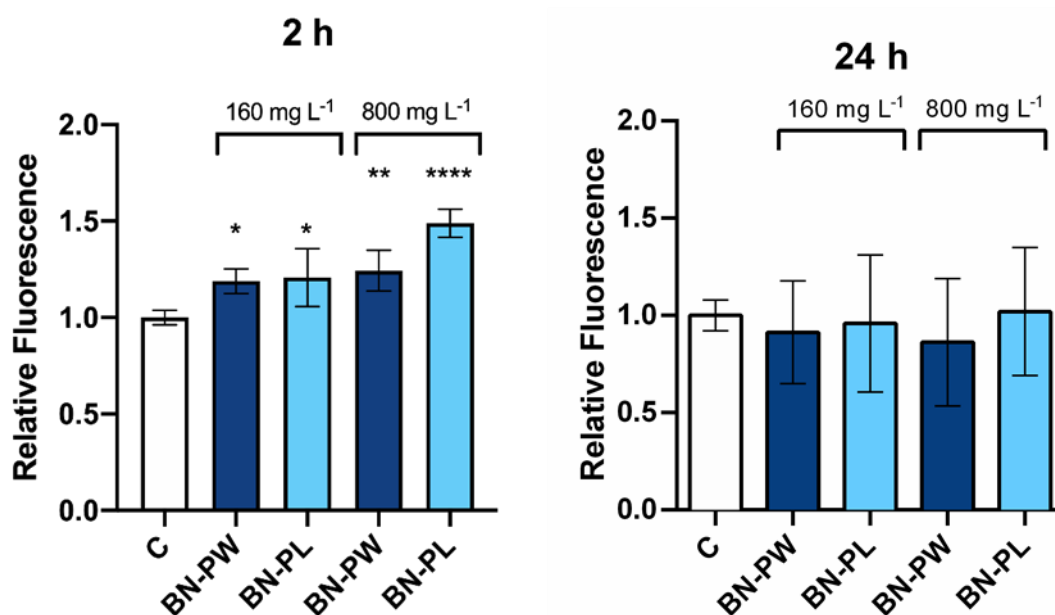 2 h
160 mg L⁻¹ 800 mg L⁻¹
Relative Fluorescence
2.0
1.5
1.0
0.5
0.0
* * ** ****
C BN-PW BN-PL BN-PW BN-PL
24 h
160 mg L⁻¹ 800 mg L⁻¹
Relative Fluorescence
2.0
1.5
1.0
0.5
0.0
C BN-PW BN-PL BN-PW BN-PL